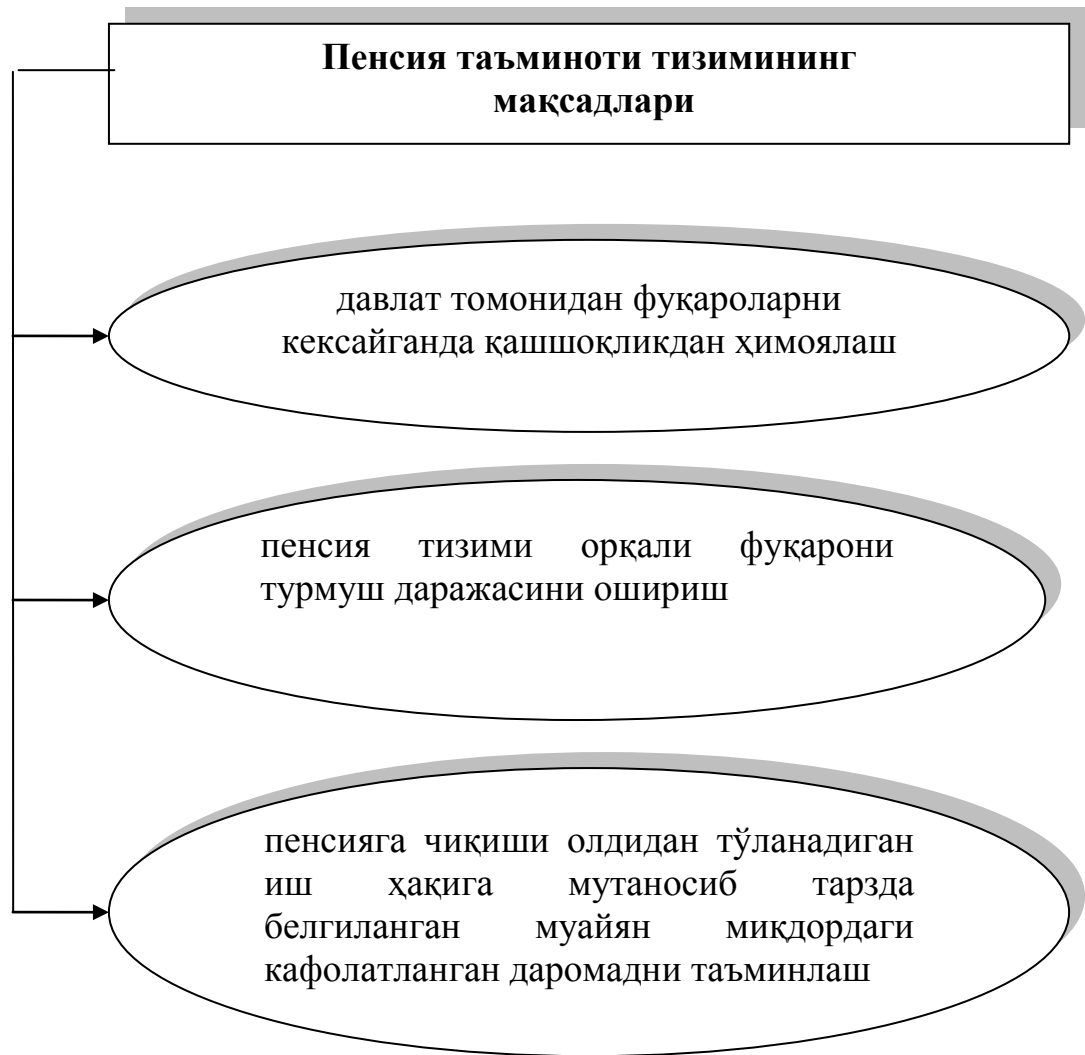 Пенсия таъминоти тизимининг
мақсадлари
давлат томонидан фуқароларни
кексайганда қашшоқликдан ҳимоялаш
пенсия тизими орқали фуқарони
турмуш даражасини ошириш
пенсияга чиқиши олдидан тўланадиган
иш ҳақига мутаносиб тарзда
белгиланган муайян миқдордаги
кафолатланган даромадни таъминлаш